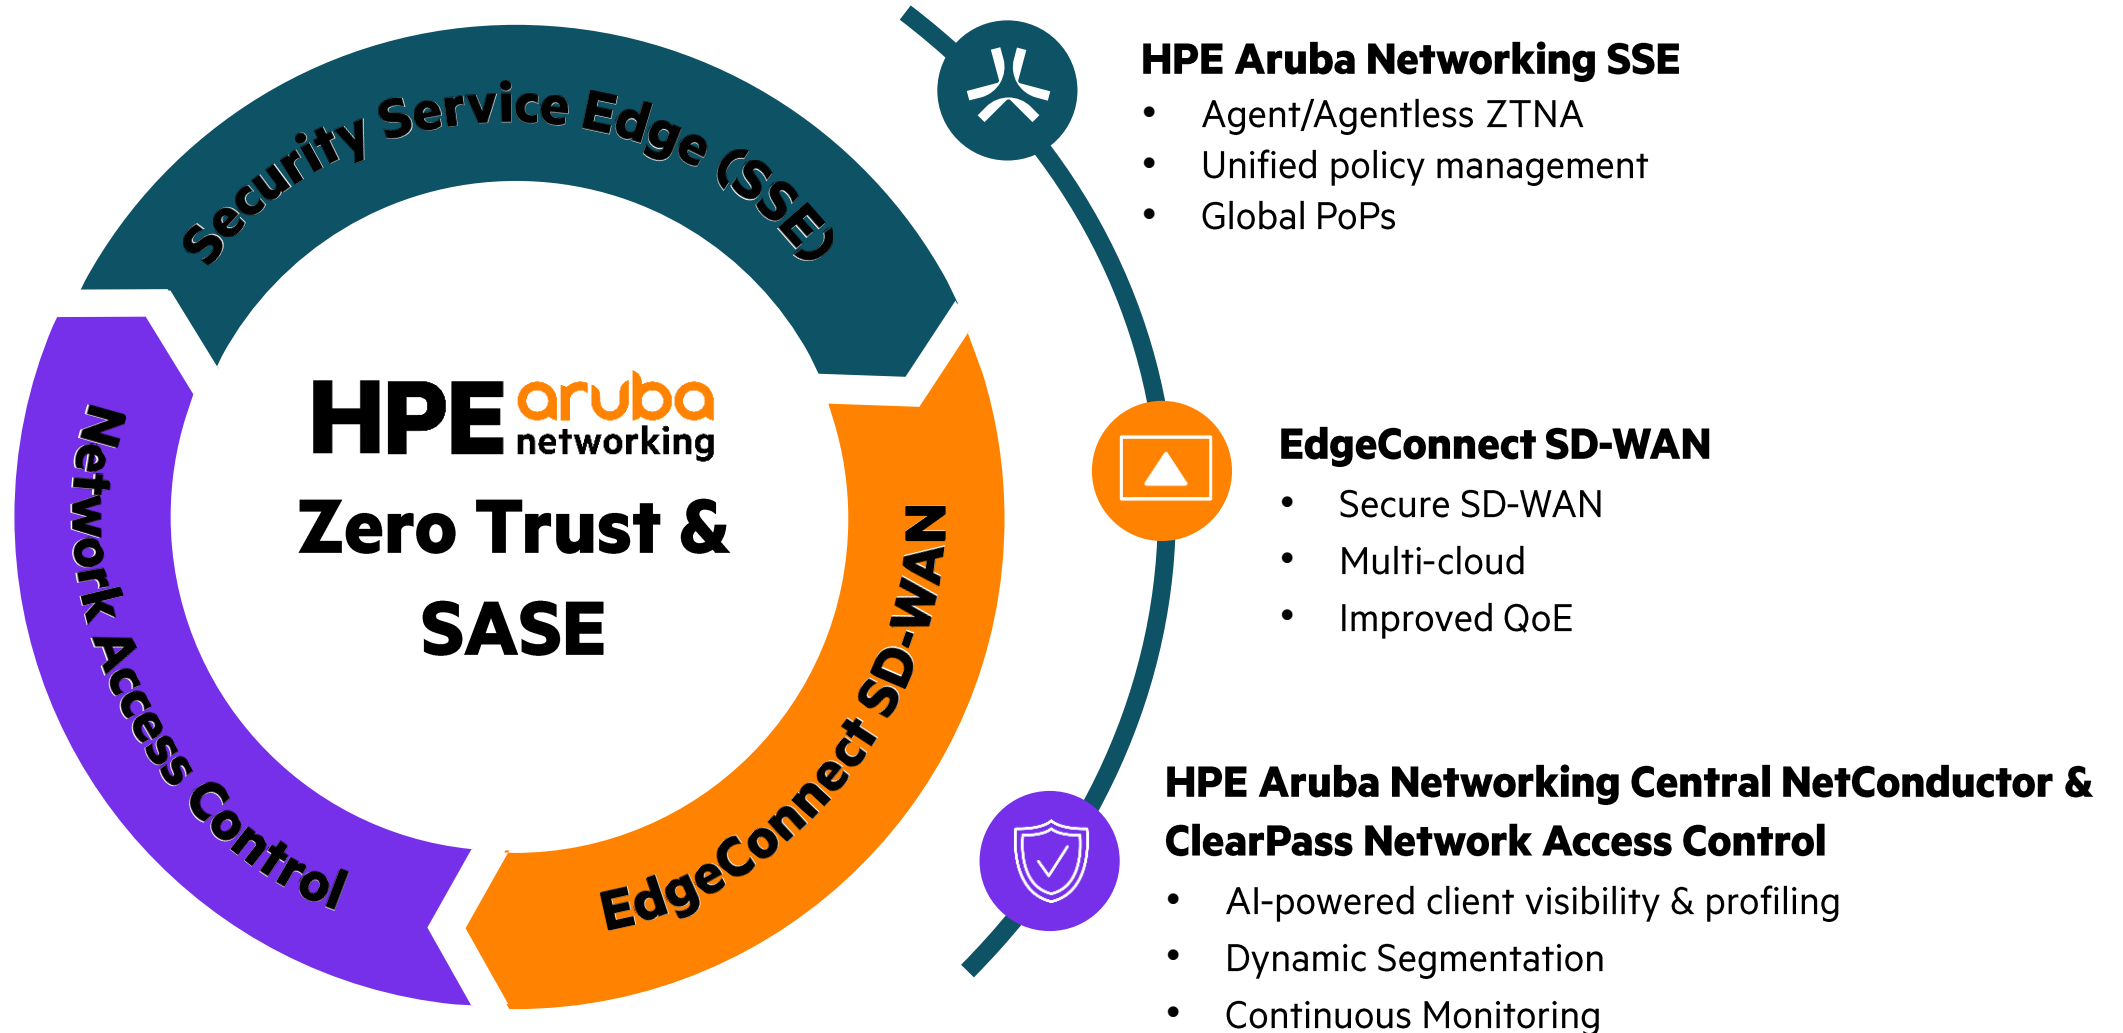 Security Service Edge (SSE)
EdgeConnect SD-WAN
Network Access Control
HPE aruba
networking
Zero Trust &
SASE
HPE Aruba Networking SSE
• Agent/Agentless ZTNA
• Unified policy management
• Global PoPs
EdgeConnect SD-WAN
• Secure SD-WAN
• Multi-cloud
• Improved QoE
HPE Aruba Networking Central NetConductor &
ClearPass Network Access Control
• AI-powered client visibility & profiling
• Dynamic Segmentation
• Continuous Monitoring